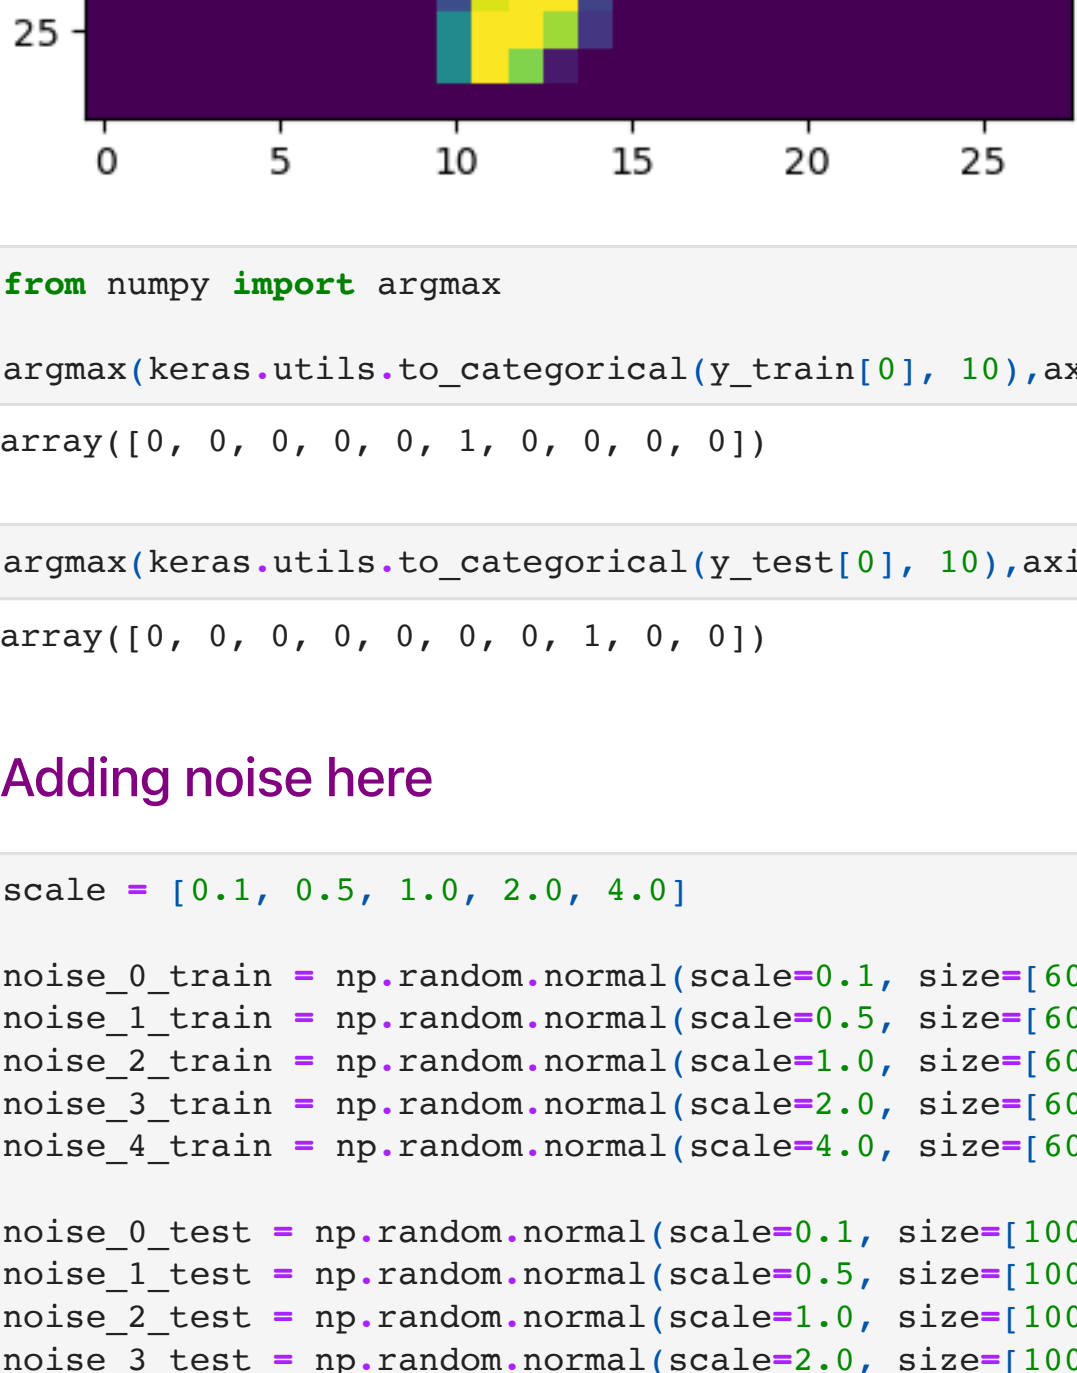 25
0 5 10 15 20 25
from numpy import argmax
argmax(keras.utils.to_categorical(y_train[0], 10),ax
array([0, 0, 0, 0, 0, 1, 0, 0, 0, 0])
argmax(keras.utils.to_categorical(y_test[0], 10),axi
array([0, 0, 0, 0, 0, 0, 0, 1, 0, 0])
Adding noise here
scale = [0.1, 0.5, 1.0, 2.0, 4.0]
noise_0_train = np.random.normal(scale=0.1, size=[60
noise_1_train = np.random.normal(scale=0.5, size=[60
noise_2_train = np.random.normal(scale=1.0, size=[60
noise_3_train = np.random.normal(scale=2.0, size=[60
noise_4_train = np.random.normal(scale=4.0, size=[60
noise_0_test = np.random.normal(scale=0.1, size=[100
noise_1_test = np.random.normal(scale=0.5, size=[100
noise_2_test = np.random.normal(scale=1.0, size=[100
noise_3_test = np.random.normal(scale=2.0, size=[100